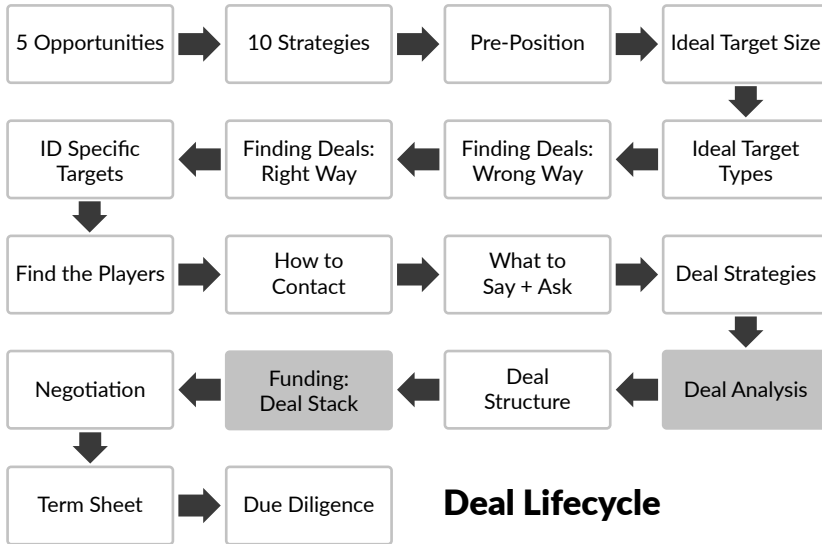 5 Opportunities
10 Strategies
Pre-Position
Ideal Target Size
Ideal Target
Types
Finding Deals:
Wrong Way
Finding Deals:
Right Way
ID Specific
Targets
Find the Players
How to
Contact
What to
Say + Ask
Deal Strategies
Deal Analysis
Deal
Structure
Funding:
Deal Stack
Negotiation
Term Sheet
Due Diligence
Deal Lifecycle